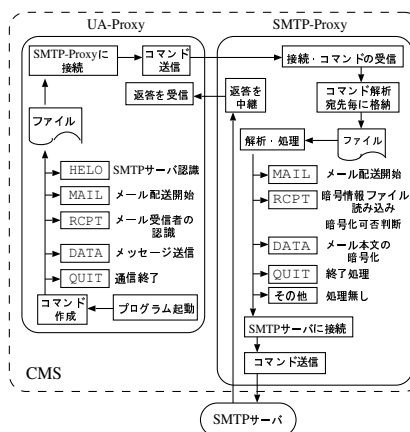 UA-Proxy
SMTP-Proxyに
接続
コマンド
送信
返答を受信
ファイル
HELO SMTPサーバ認識
MAIL メール配送開始
RCPT メール受信者の
認識
DATA メッセージ送信
QUIT 通信終了
コマンド
作成
プログラム起動
SMTP-Proxy
接続・コマンドの受信
返答を
中継
コマンド解析
宛先毎に格納
解析・処理
ファイル
MAIL メール配送開始
RCPT 暗号情報ファイル
読み込み
暗号化可否判断
DATA メール本文の
暗号化
QUIT 終了処理
その他 処理無し
SMTPサーバに接続
コマンド送信
CMS
SMTPサーバ